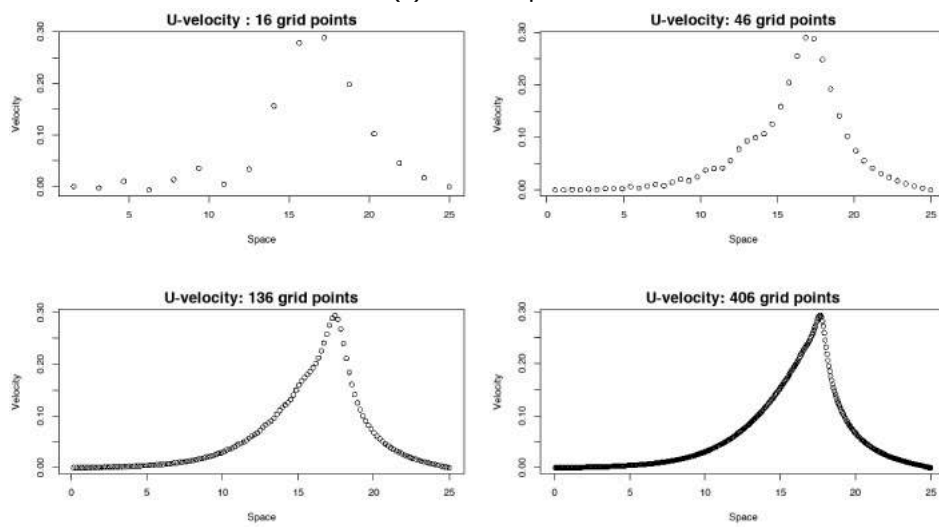 U-velocity : 16 grid points
0.30
0.20
0.10
0.00
Velocity
5 10 15 20 25
Space
U-velocity: 46 grid points
0.30
0.20
0.10
0.00
Velocity
0 5 10 15 20 25
Space
U-velocity: 136 grid points
0.30
0.20
0.10
0.00
Velocity
0 5 10 15 20 25
Space
U-velocity: 406 grid points
0.30
0.20
0.10
0.00
Velocity
0 5 10 15 20 25
Space